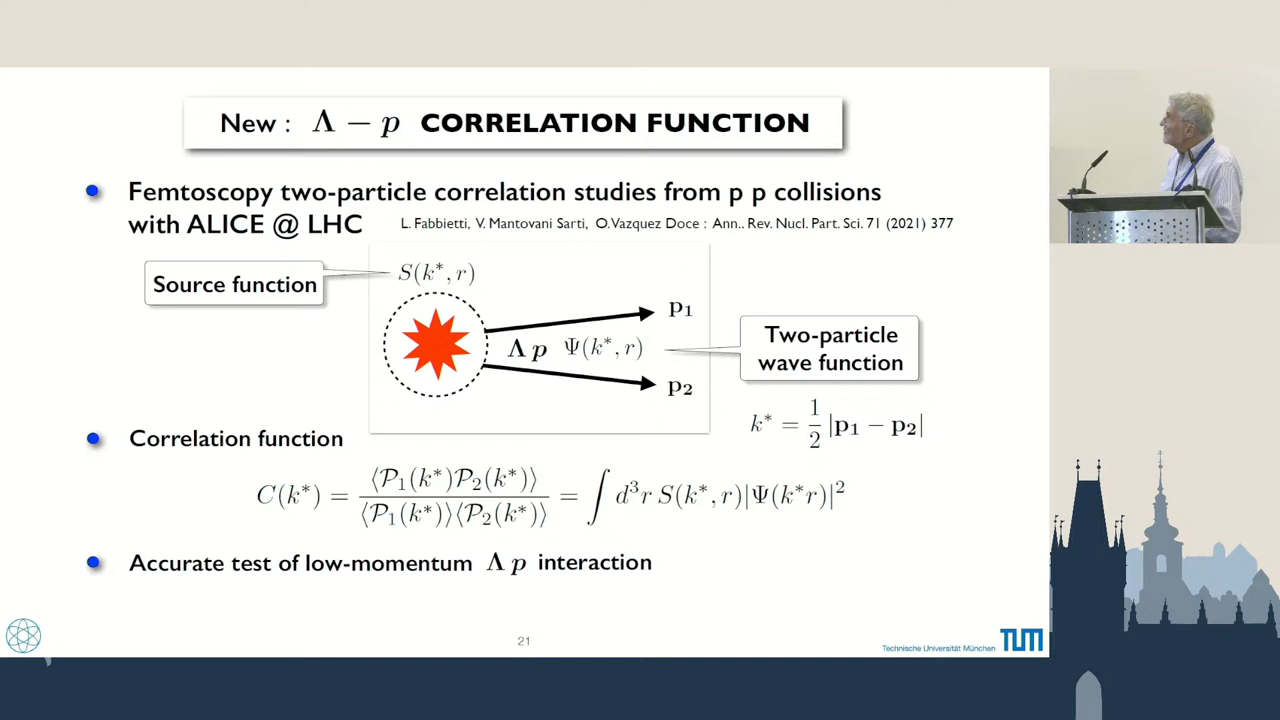 New : Λ − p CORRELATION FUNCTION
Femtoscopy two-particle correlation studies from p p collisions
with ALICE @ LHC L. Fabbietti, V. Mantovani Sarti, O. Vazquez Doce : Ann.. Rev. Nucl. Part. Sci. 71 (2021) 377
Source function
S(k*, r)
p₁
Λ p Ψ(k*, r)
p₂
Two-particle
wave function
k* = 1/2 |p₁ − p₂|
Correlation function
C(k*) = ⟨𝒫₁(k*)𝒫₂(k*)⟩ / ⟨𝒫₁(k*)⟩⟨𝒫₂(k*)⟩ = ∫ d³r S(k*, r)|Ψ(k*r)|²
Accurate test of low-momentum Λ p interaction
21
Technische Universität München
TUM